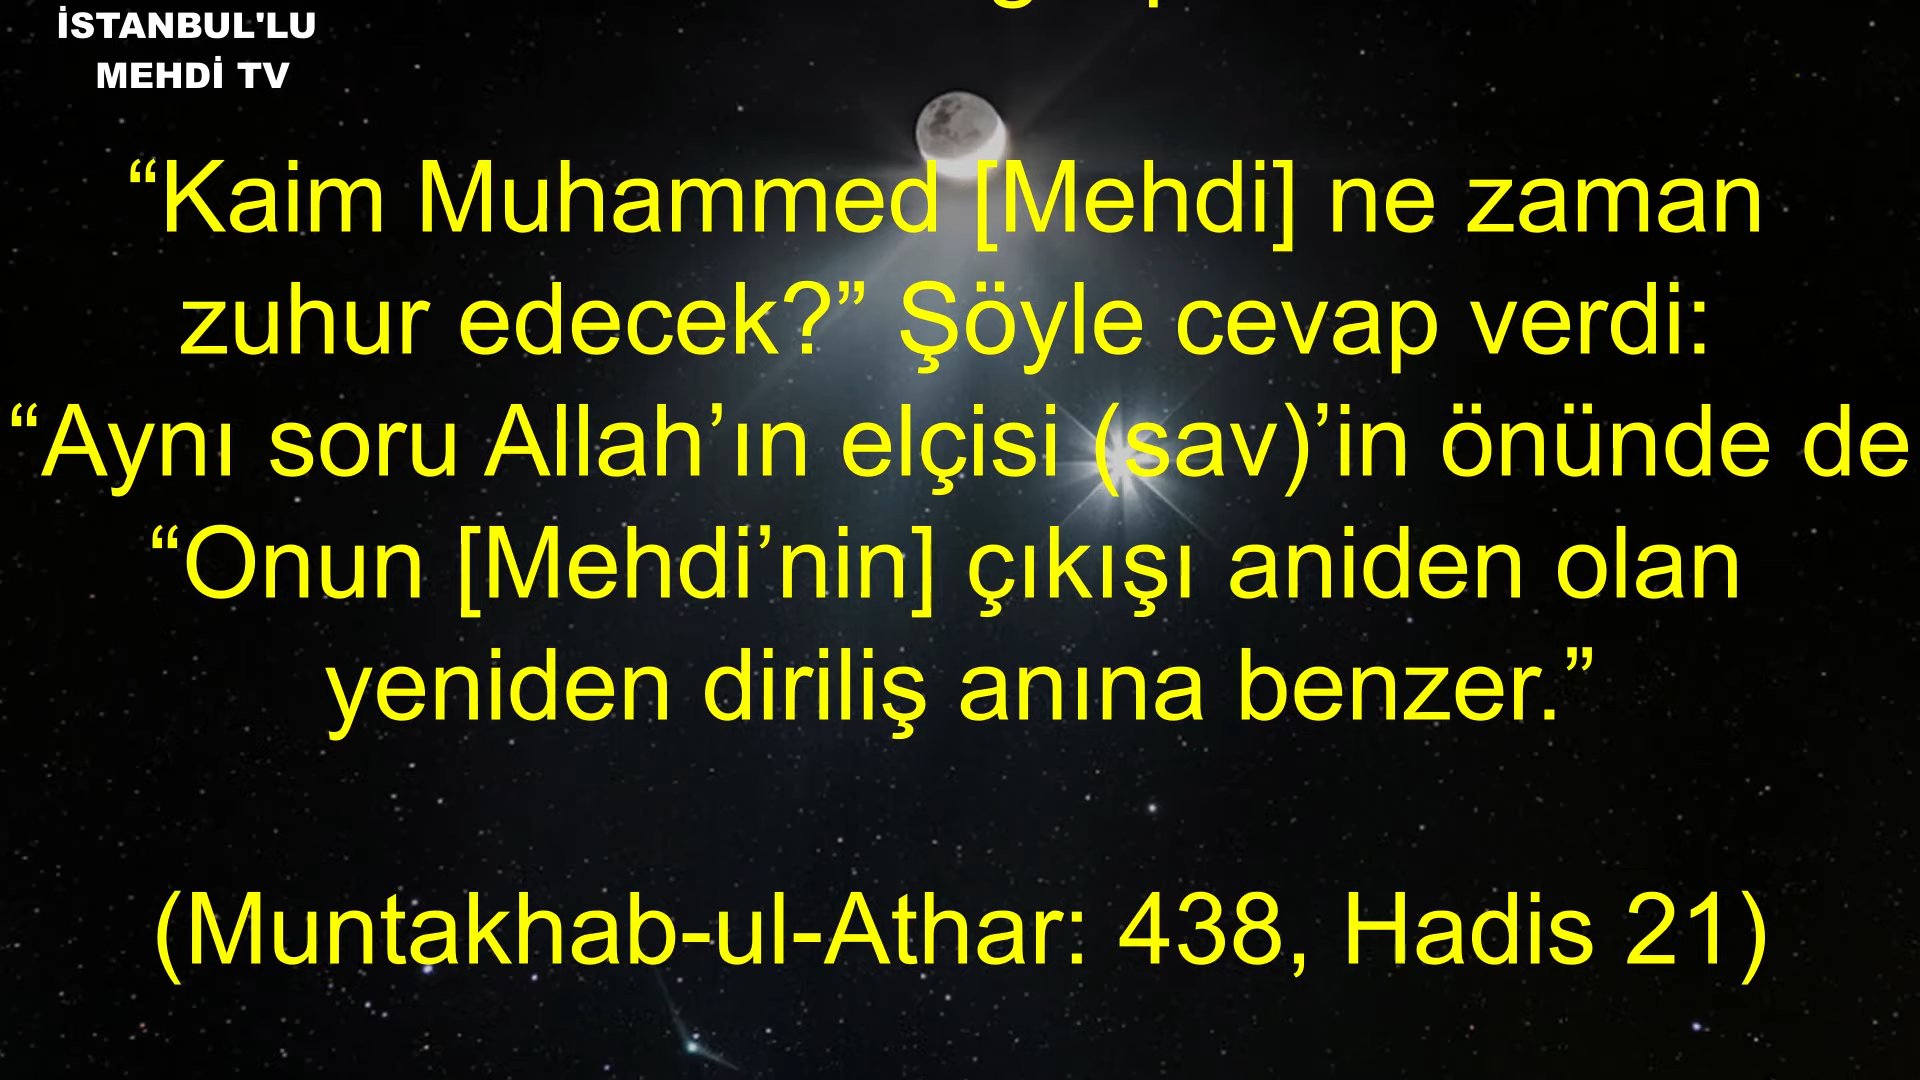 İSTANBUL'LU
MEHDİ TV
“Kaim Muhammed [Mehdi] ne zaman
zuhur edecek?” Şöyle cevap verdi:
“Aynı soru Allah’ın elçisi (sav)’in önünde de
“Onun [Mehdi’nin] çıkışı aniden olan
yeniden diriliş anına benzer.”
(Muntakhab-ul-Athar: 438, Hadis 21)